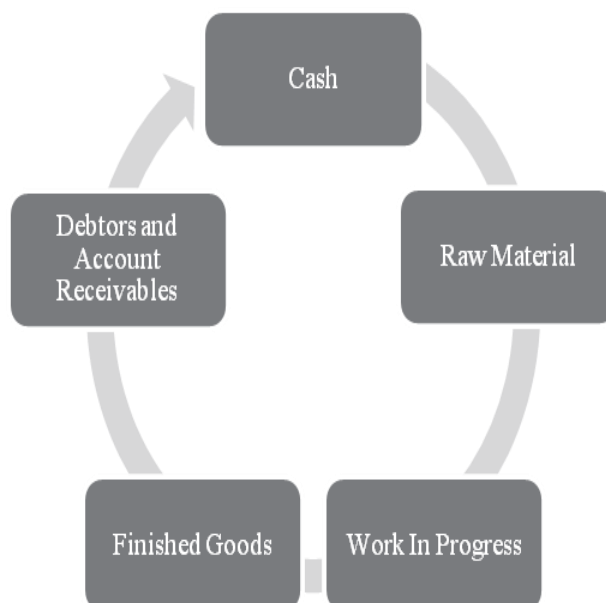 Cash
Raw Material
Work In Progress
Finished Goods
Debtors and
Account
Receivables